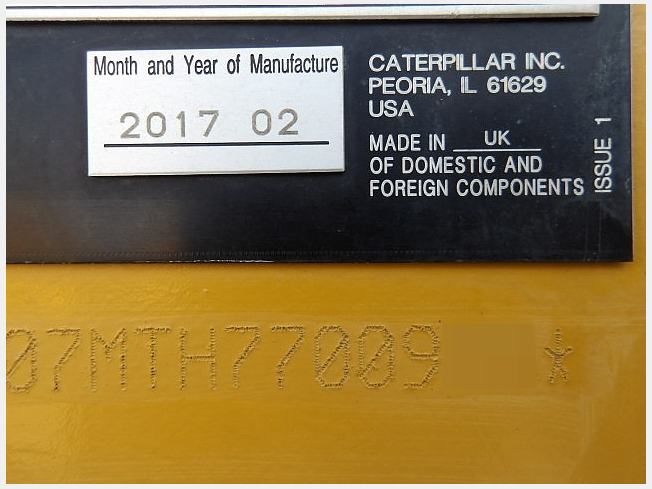 Month and Year of Manufacture
2017 02
CATERPILLAR INC.
PEORIA, IL 61629
USA
MADE IN UK
OF DOMESTIC AND
FOREIGN COMPONENTS
ISSUE 1
07MTH77009 *